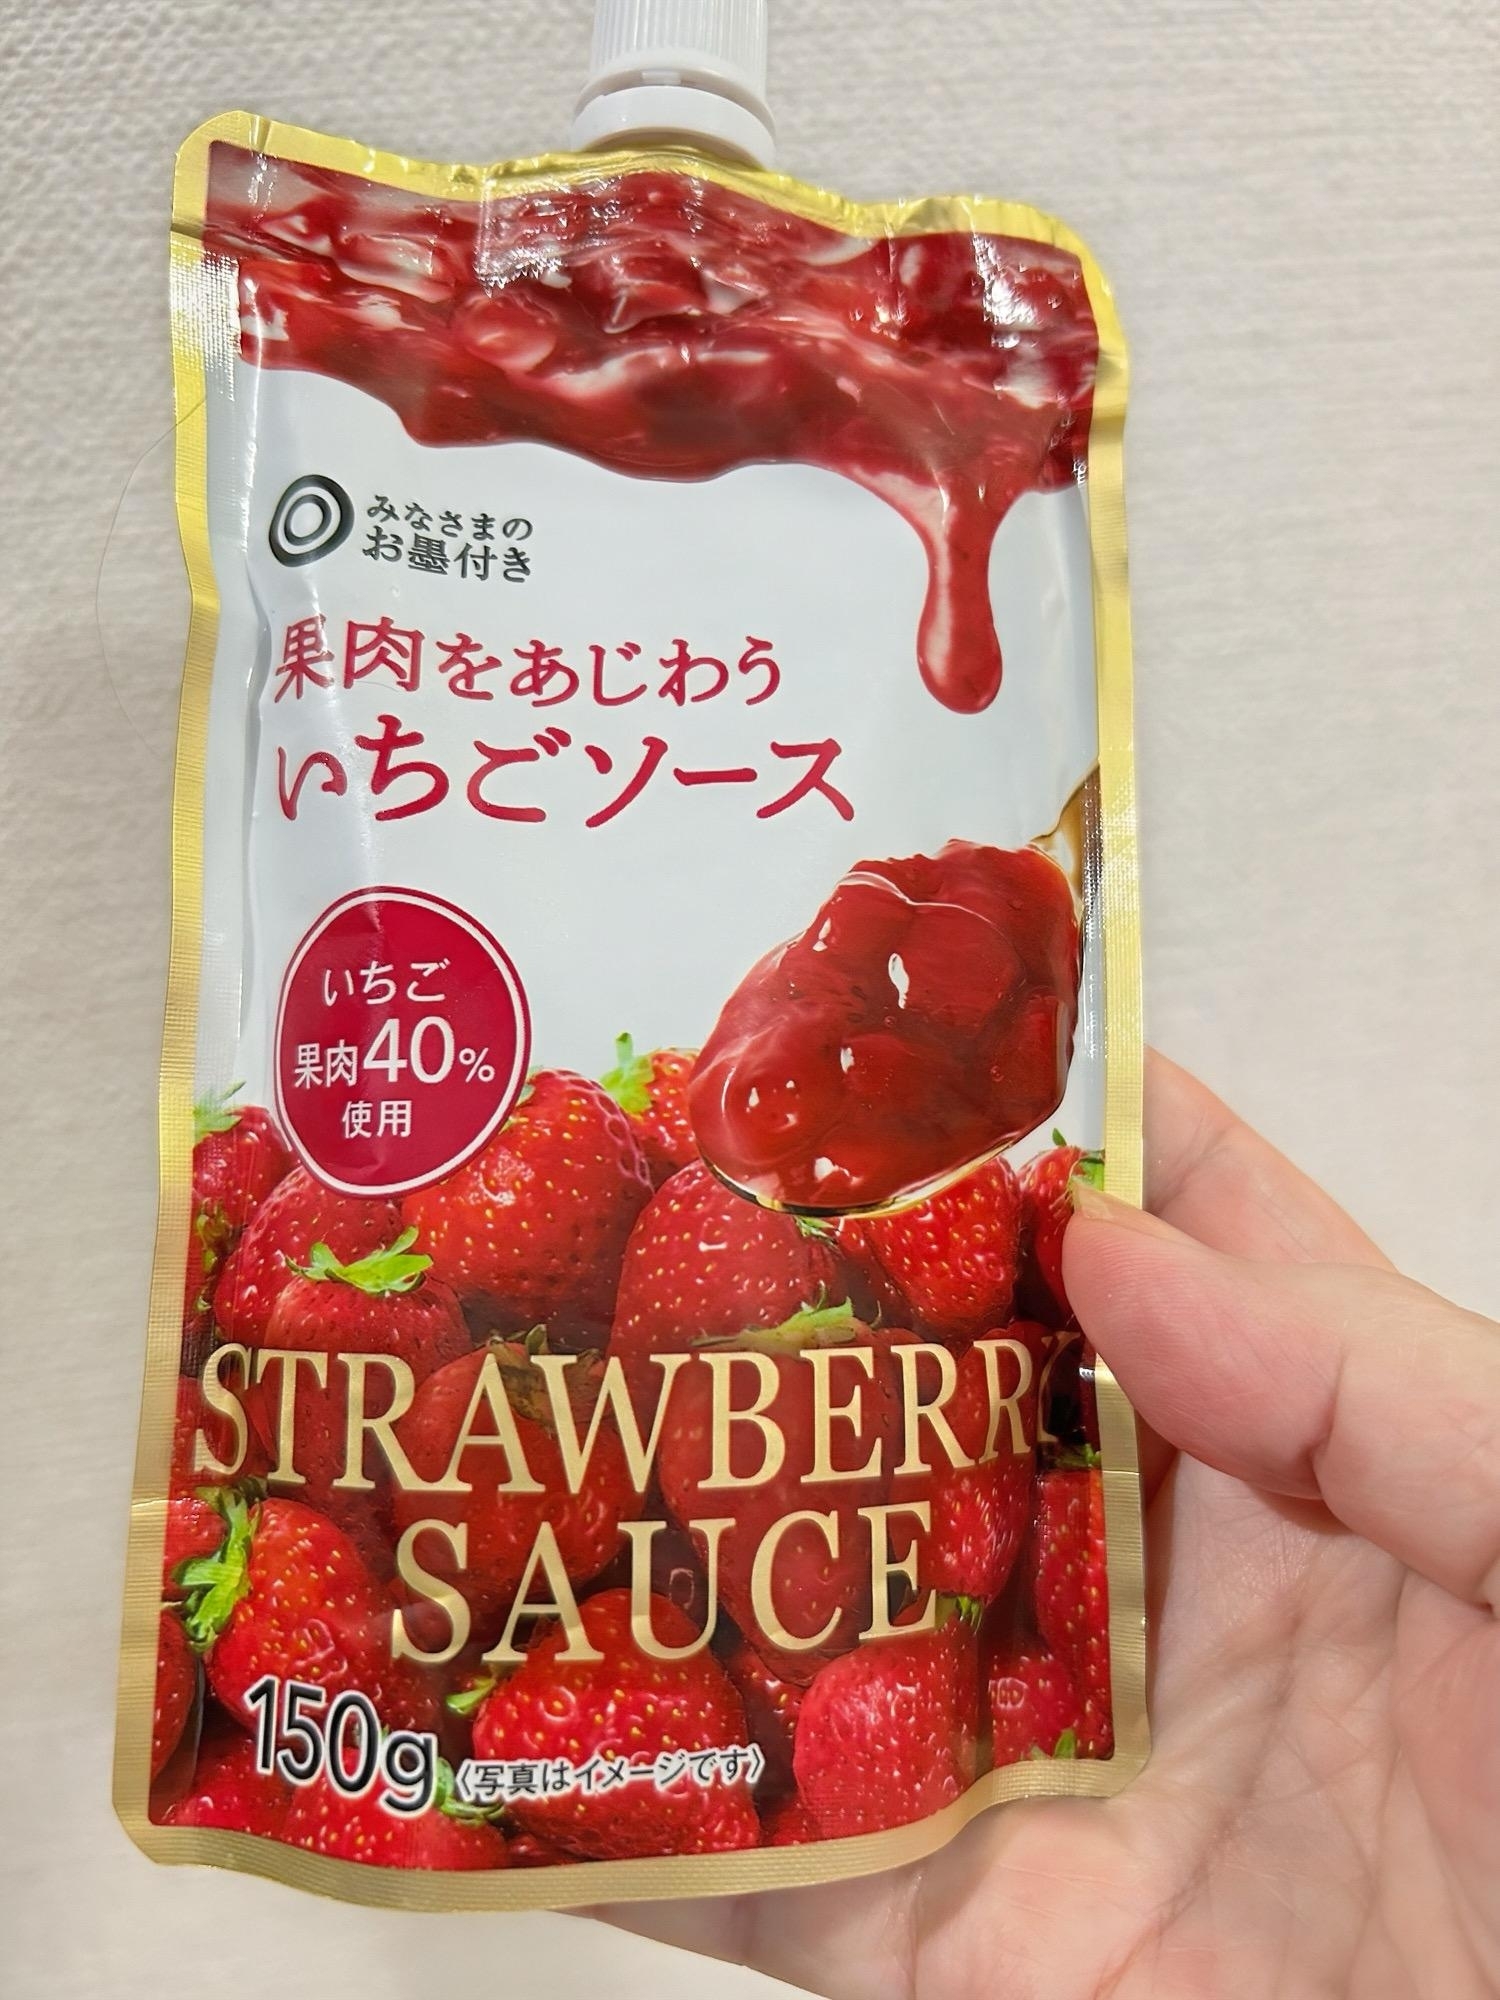 みなさまの
お墨付き
果肉をあじわう
いちごソース
いちご
果肉40%
使用
STRAWBERRY
SAUCE
150g〈写真はイメージです〉